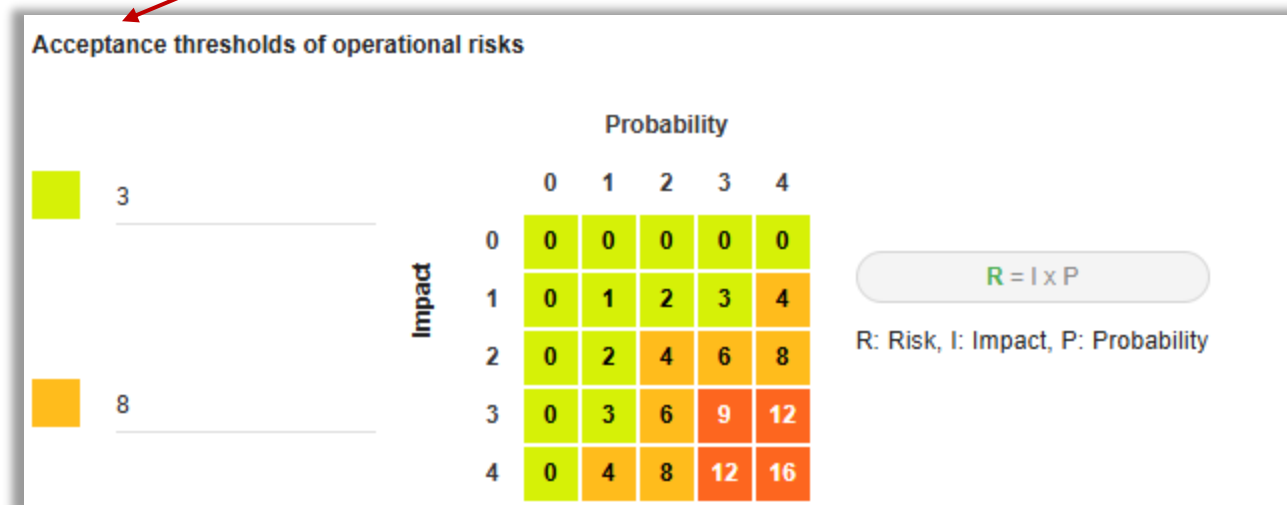 Acceptance thresholds of operational risks
Probability
0 1 2 3 4
3
0 0 0 0 0 0
R = I x P
Impact
1 0 1 2 3 4
R: Risk, I: Impact, P: Probability
2 0 2 4 6 8
8
3 0 3 6 9 12
4 0 4 8 12 16